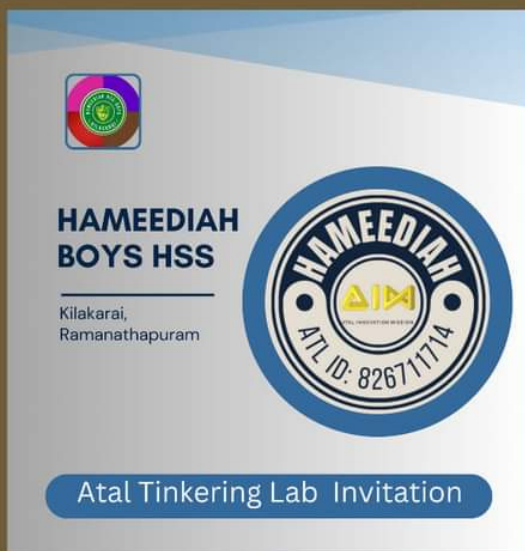 HAMEEDIAH
BOYS HSS
Kilakarai,
Ramanathapuram
HAMEEDIAH
AIM
ATAL INNOVATION MISSION
ATL ID: 826711714
Atal Tinkering Lab Invitation